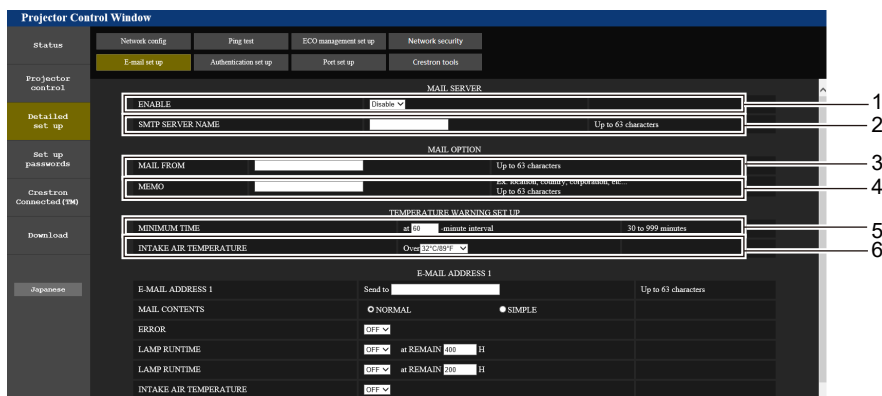 Projector Control Window
Status
Network config Ping test ECO management set up Network security
E-mail set up Authentication set up Port set up Crestron tools
Projector
control
Detailed
set up
Set up
passwords
Crestron
Connected(TM)
Download
Japanese
MAIL SERVER
ENABLE Disable 1
SMTP SERVER NAME Up to 63 characters 2
MAIL OPTION
MAIL FROM Up to 63 characters 3
MEMO Ex. location, country, corporation, etc... 4
Up to 63 characters
TEMPERATURE WARNING SET UP
MINIMUM TIME at 60 -minute interval 30 to 999 minutes 5
INTAKE AIR TEMPERATURE Over 32°C/89°F 6
E-MAIL ADDRESS 1
E-MAIL ADDRESS 1 Send to Up to 63 characters
MAIL CONTENTS NORMAL SIMPLE
ERROR OFF
LAMP RUNTIME OFF at REMAIN 400 H
LAMP RUNTIME OFF at REMAIN 200 H
INTAKE AIR TEMPERATURE OFF